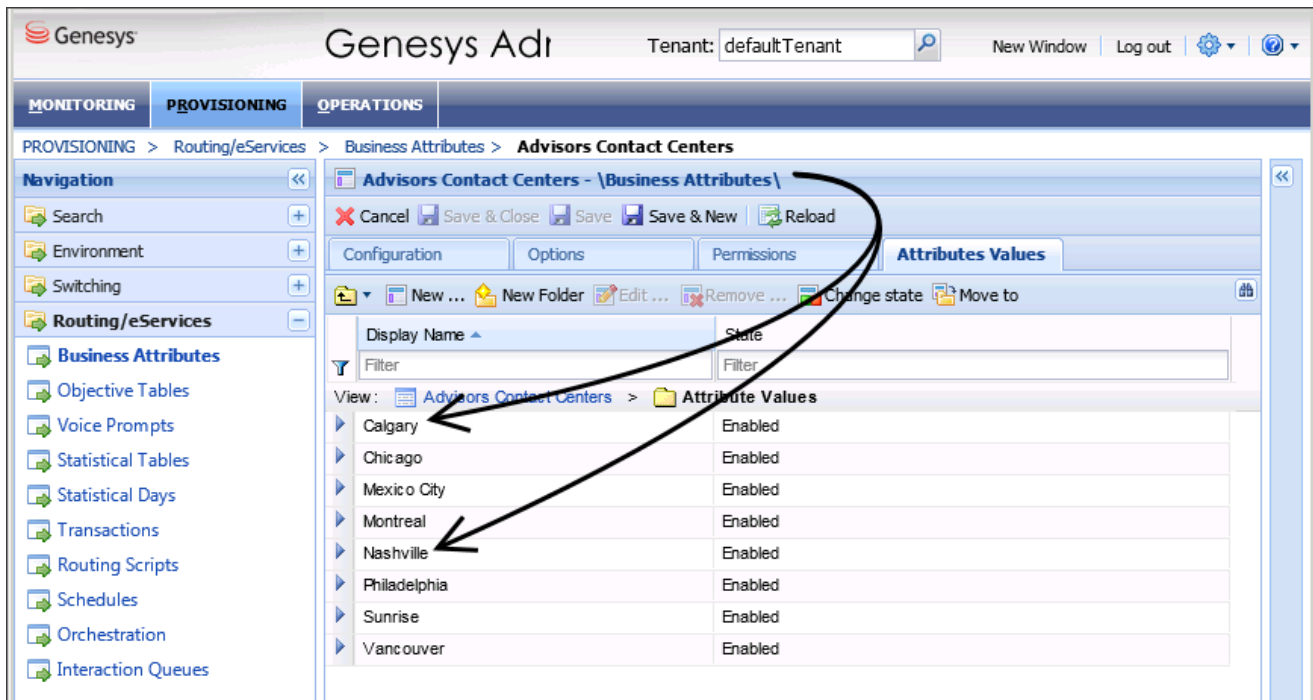 Genesys
Genesys Adr
Tenant: defaultTenant
New Window | Log out
MONITORING PROVISIONING OPERATIONS
PROVISIONING > Routing/eServices > Business Attributes > Advisors Contact Centers
Navigation
Advisors Contact Centers - \Business Attributes\
Search
Cancel Save & Close Save Save & New Reload
Environment
Configuration Options Permissions Attributes Values
Switching
New ... New Folder Edit ... Remove ... Change state Move to
Routing/eServices
Display Name State
Business Attributes
Filter Filter
Objective Tables
View : Advisors Contact Centers > Attribute Values
Voice Prompts
Calgary Enabled
Statistical Tables
Chicago Enabled
Statistical Days
Mexico City Enabled
Transactions
Montreal Enabled
Routing Scripts
Nashville Enabled
Schedules
Philadelphia Enabled
Orchestration
Sunrise Enabled
Interaction Queues
Vancouver Enabled